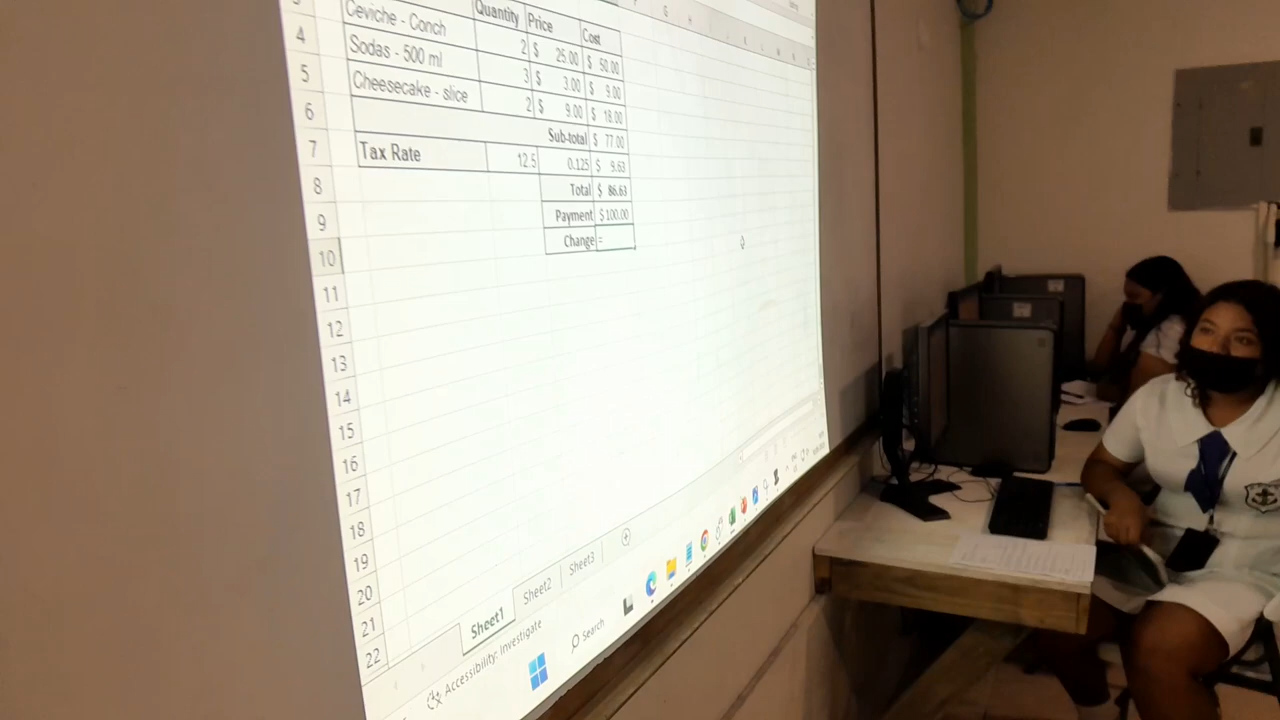 Quantity Price Cost
3 Ceviche - Conch 2 $ 25.00 $ 50.00
4 Sodas - 500 ml 3 $ 3.00 $ 9.00
5 Cheesecake - slice 2 $ 9.00 $ 18.00
6 Sub-total $ 77.00
7 Tax Rate 12.5 0.125 $ 9.63
8 Total $ 86.63
9 Payment $100.00
10 Change =
11
12
13
14
15
16
17
18
19
20
21
22
Sheet1 Sheet2 Sheet3
Accessibility: Investigate
Search